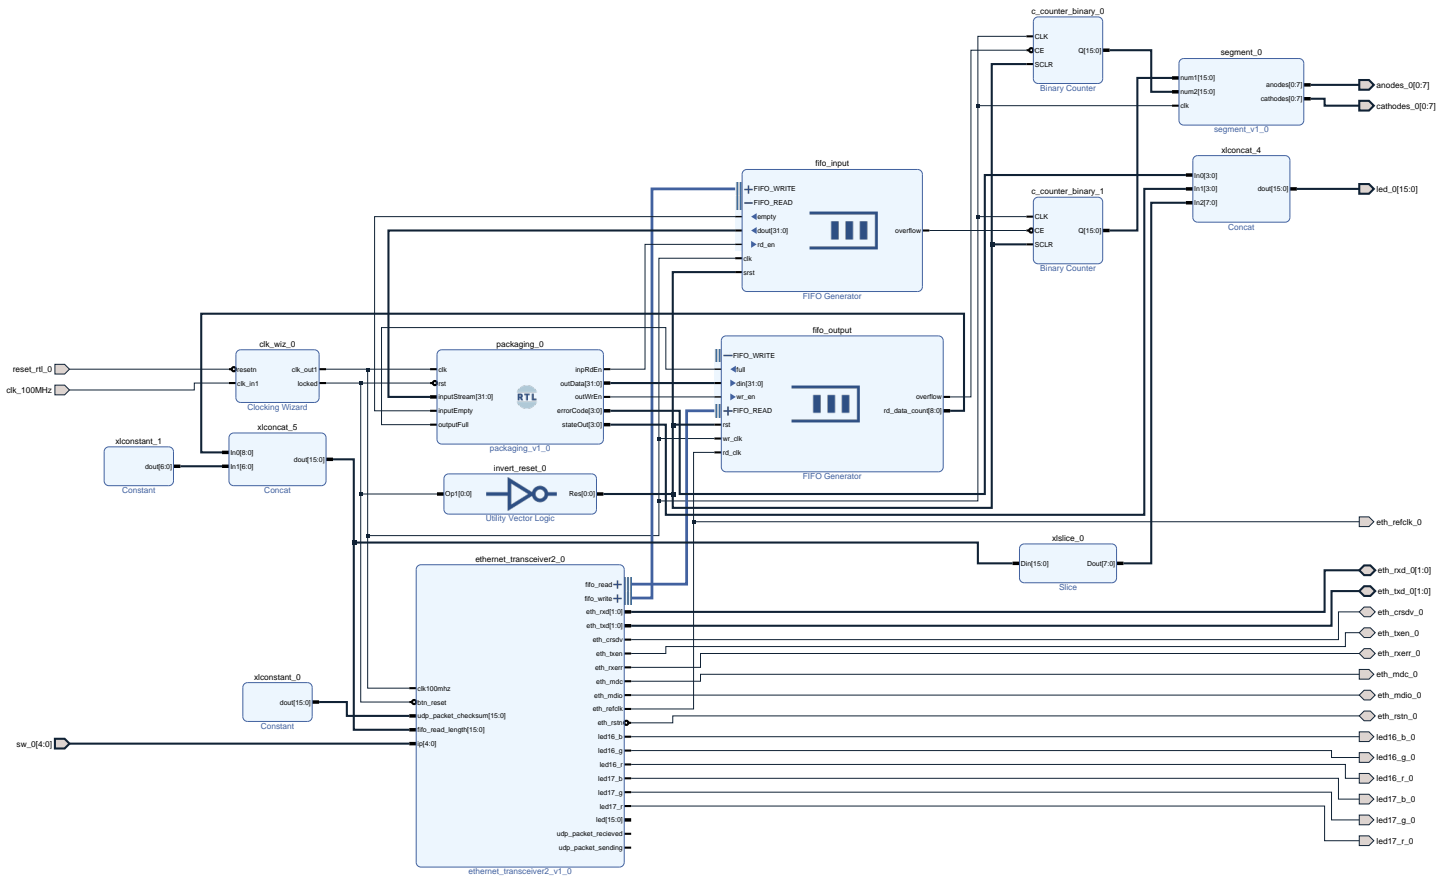 c_counter_binary_0
CLK
CE
SCLR
Q[15:0]
Binary Counter
segment_0
num1[15:0]
num2[15:0]
clk
anodes[0:7]
cathodes[0:7]
segment_v1_0
anodes_0[0:7]
cathodes_0[0:7]
xlconcat_4
In0[3:0]
In1[3:0]
In2[7:0]
dout[15:0]
Concat
led_0[15:0]
fifo_input
FIFO_WRITE
FIFO_READ
empty
dout[31:0]
rd_en
clk
srst
overflow
FIFO Generator
c_counter_binary_1
CLK
CE
SCLR
Q[15:0]
Binary Counter
reset_rtl_0
clk_100MHz
clk_wiz_0
resetn
clk_in1
clk_out1
locked
Clocking Wizard
packaging_0
clk
rst
inputStream[31:0]
inputEmpty
outputFull
RTL
inpRdEn
outData[31:0]
outWrEn
errorCode[3:0]
stateOut[3:0]
packaging_v1_0
fifo_output
FIFO_WRITE
full
din[31:0]
wr_en
FIFO_READ
rst
wr_clk
rd_clk
overflow
rd_data_count[8:0]
FIFO Generator
xlconstant_1
dout[6:0]
Constant
xlconcat_5
In0[8:0]
In1[6:0]
dout[15:0]
Concat
invert_reset_0
Op1[0:0]
Res[0:0]
Utility Vector Logic
eth_refclk_0
xlslice_0
Din[15:0]
Dout[7:0]
Slice
ethernet_transceiver2_0
clk100mhz
btn_reset
udp_packet_checksum[15:0]
fifo_read_length[15:0]
ip[4:0]
fifo_read
fifo_write
eth_rxd[1:0]
eth_txd[1:0]
eth_crsdv
eth_txen
eth_rxerr
eth_mdc
eth_mdio
eth_refclk
eth_rstn
led16_b
led16_g
led16_r
led17_b
led17_g
led17_r
led[15:0]
udp_packet_recieved
udp_packet_sending
ethernet_transceiver2_v1_0
xlconstant_0
dout[15:0]
Constant
sw_0[4:0]
eth_rxd_0[1:0]
eth_txd_0[1:0]
eth_crsdv_0
eth_txen_0
eth_rxerr_0
eth_mdc_0
eth_mdio_0
eth_rstn_0
led16_b_0
led16_g_0
led16_r_0
led17_b_0
led17_g_0
led17_r_0